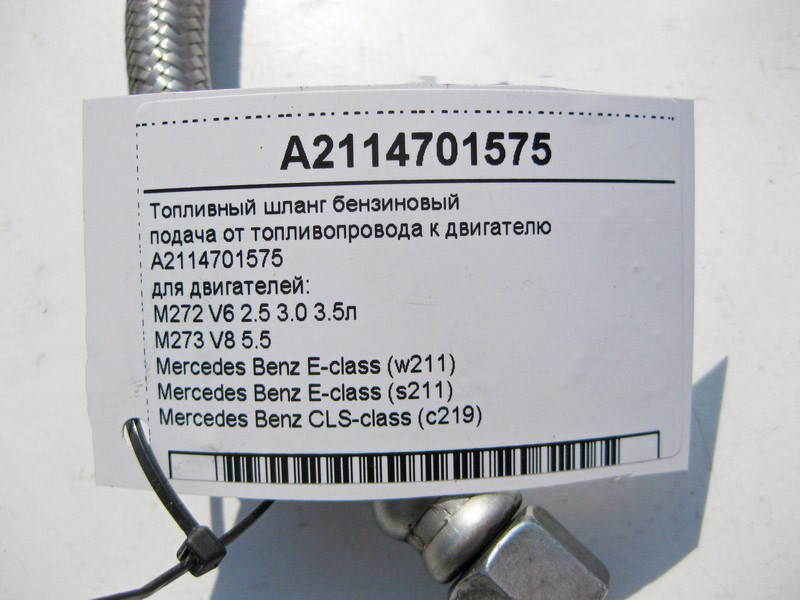 A2114701575
Топливный шланг бензиновый
подача от топливопровода к двигателю
A2114701575
для двигателей:
M272 V6 2.5 3.0 3.5л
M273 V8 5.5
Mercedes Benz E-class (w211)
Mercedes Benz E-class (s211)
Mercedes Benz CLS-class (c219)